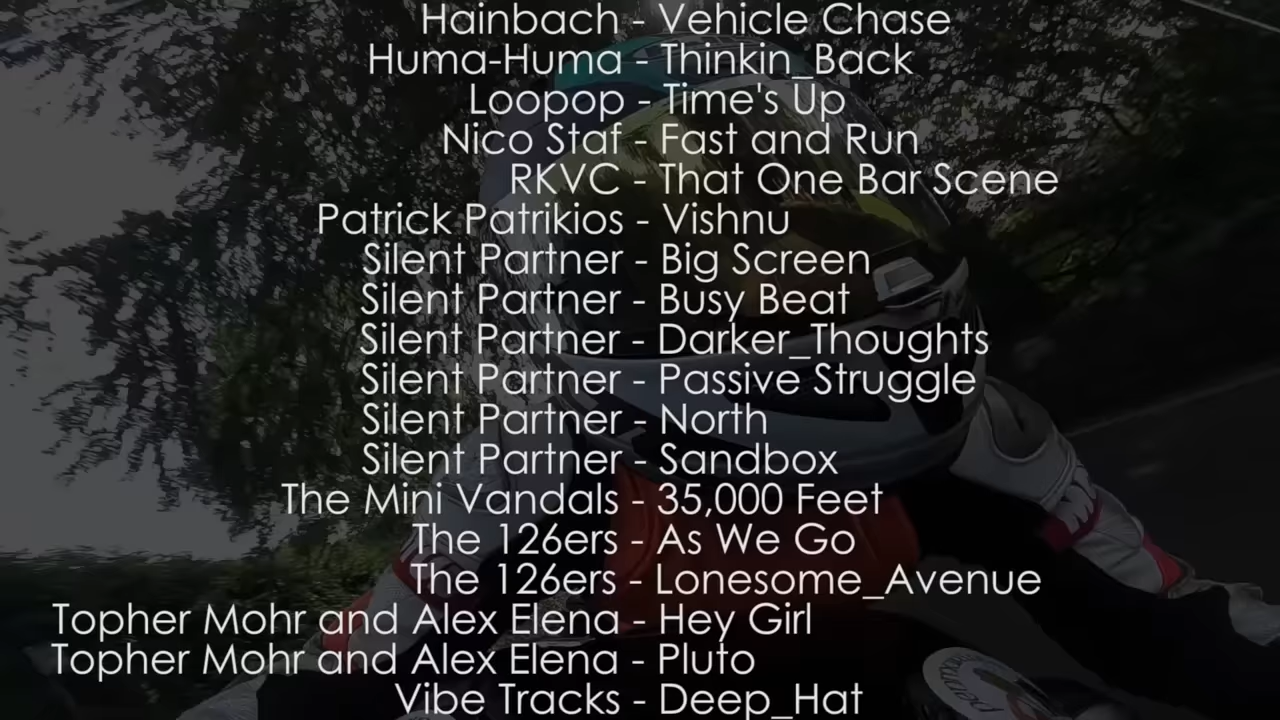 Hainbach - Vehicle Chase
Huma-Huma - Thinkin_Back
Loopop - Time's Up
Nico Staf - Fast and Run
RKVC - That One Bar Scene
Patrick Patrikios - Vishnu
Silent Partner - Big Screen
Silent Partner - Busy Beat
Silent Partner - Darker_Thoughts
Silent Partner - Passive Struggle
Silent Partner - North
Silent Partner - Sandbox
The Mini Vandals - 35,000 Feet
The 126ers - As We Go
The 126ers - Lonesome_Avenue
Topher Mohr and Alex Elena - Hey Girl
Topher Mohr and Alex Elena - Pluto
Vibe Tracks - Deep_Hat